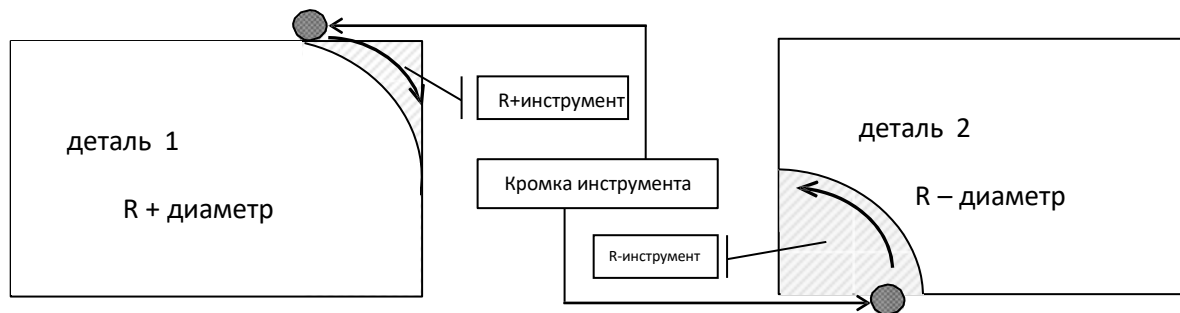 R+инструмент
деталь 1
R + диаметр
Кромка инструмента
деталь 2
R – диаметр
R-инструмент